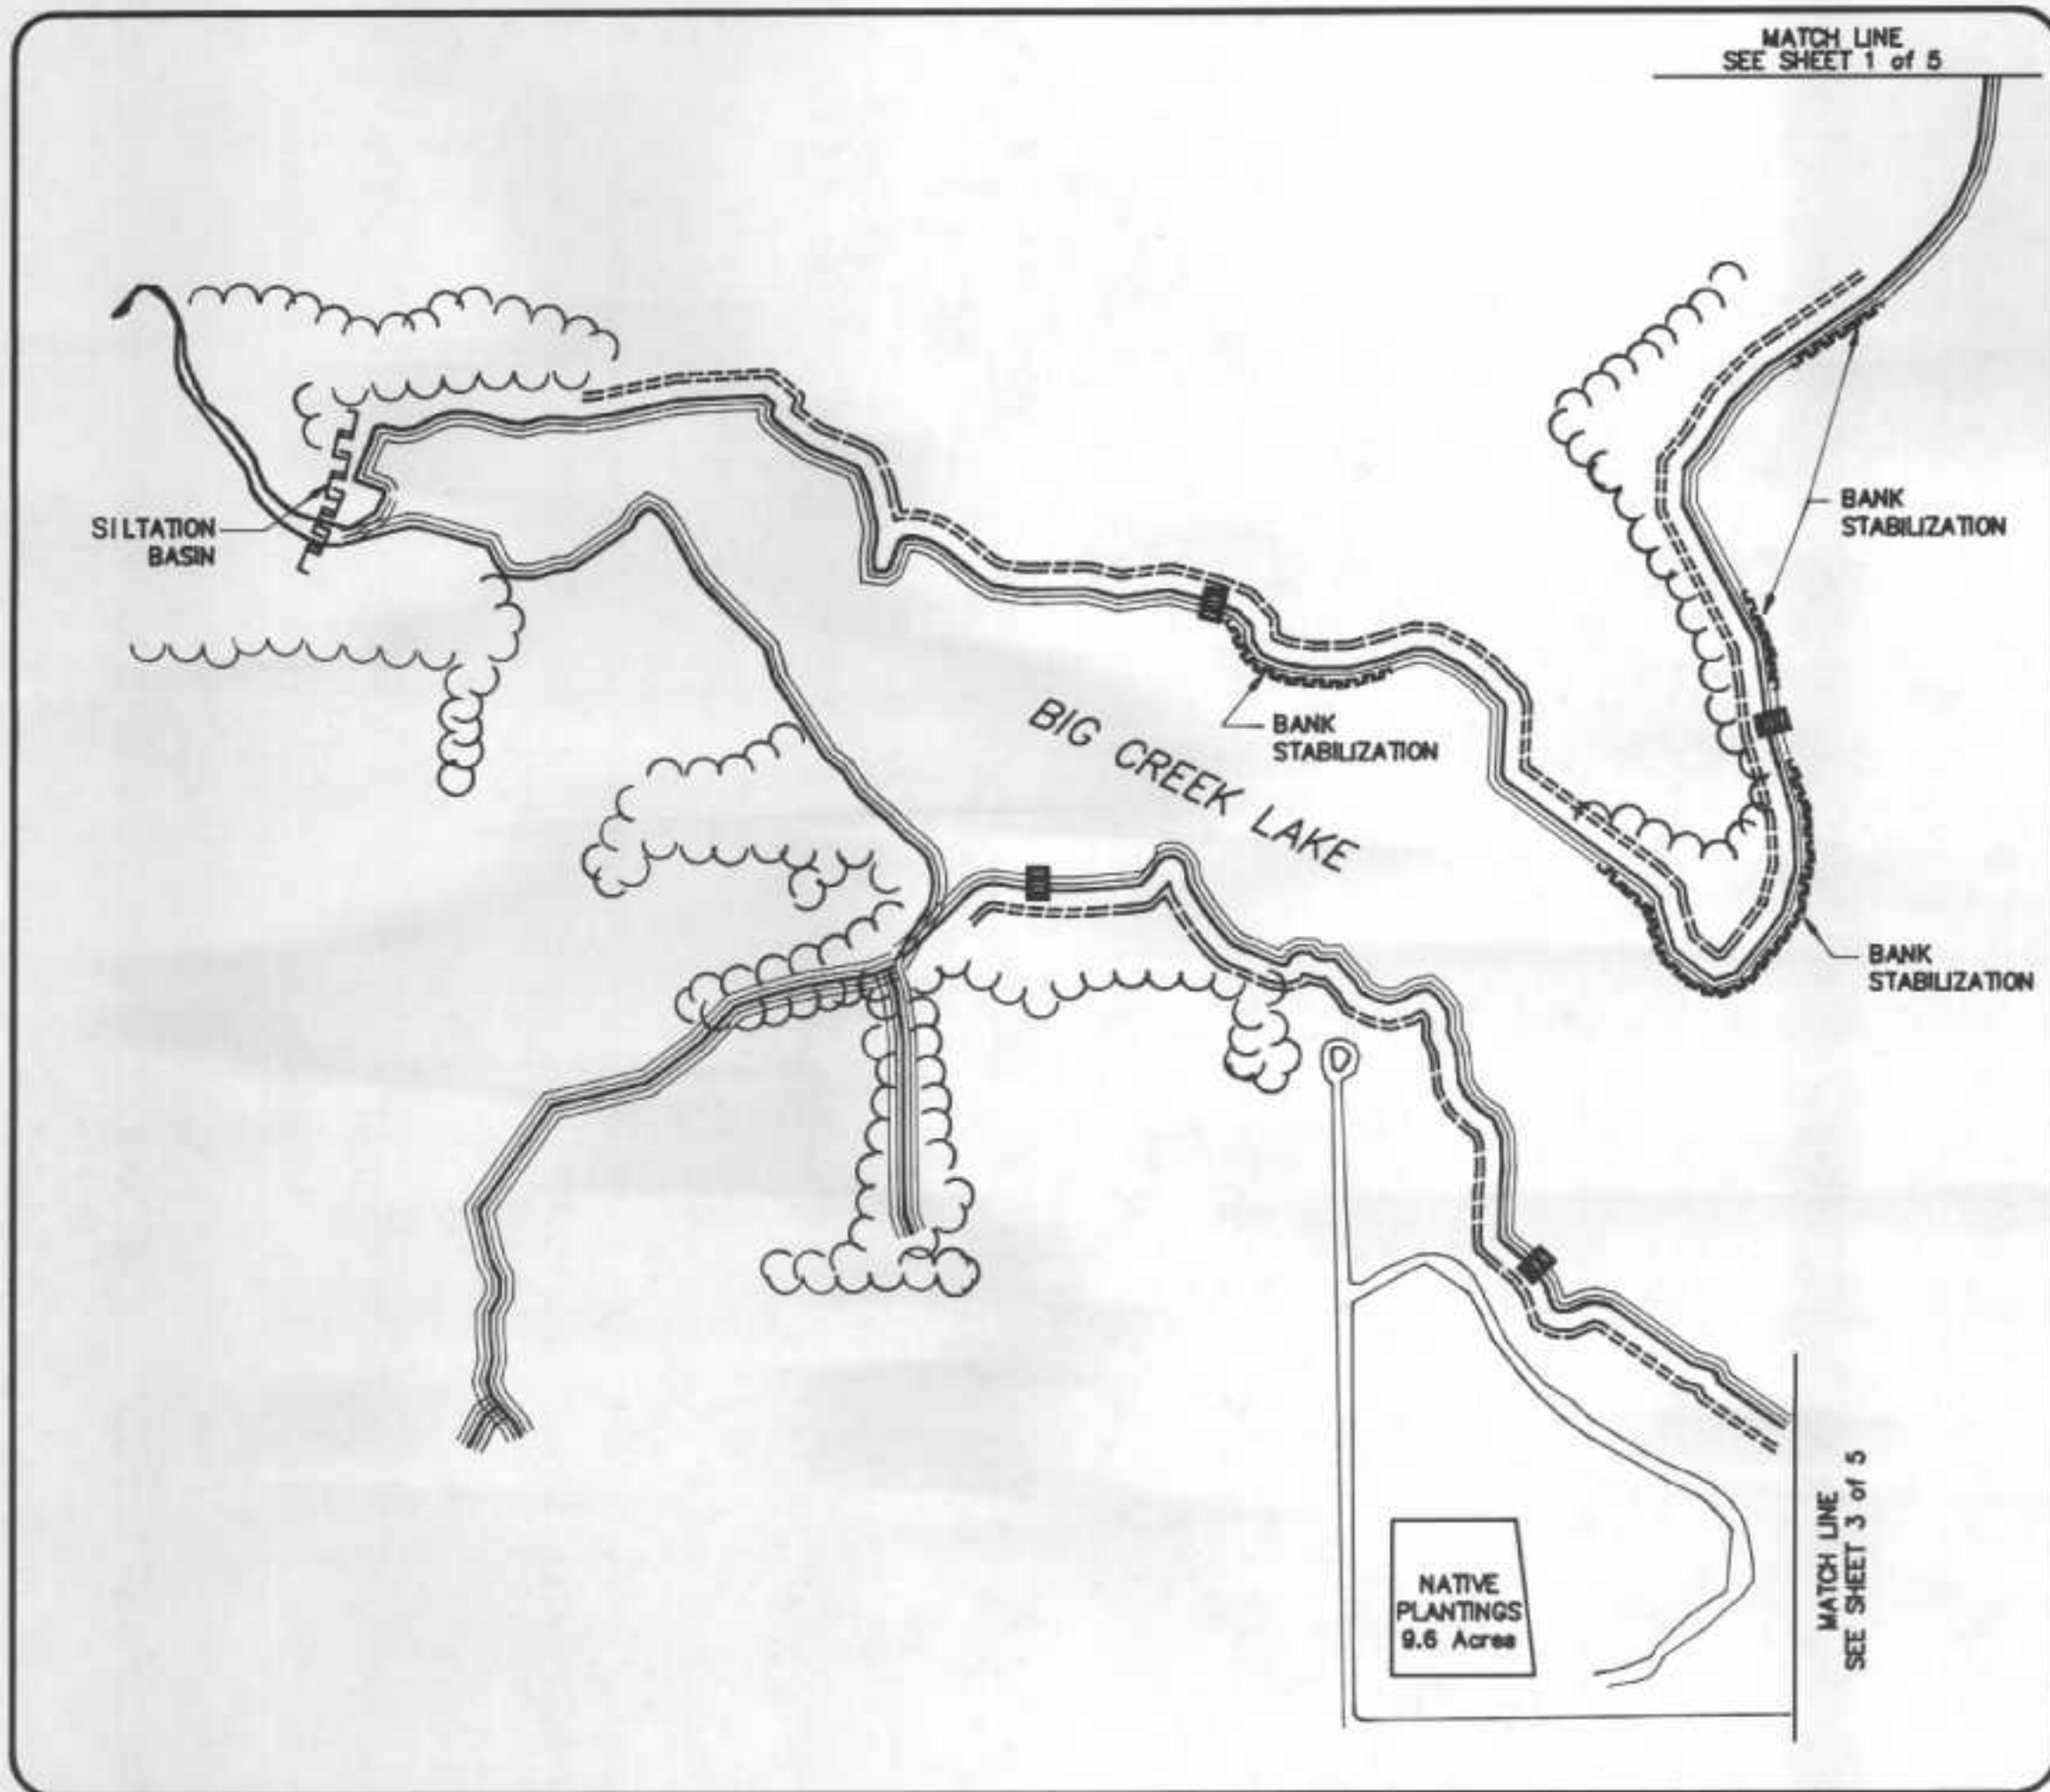 MATCH LINE
SEE SHEET 1 of 5
SILTATION
BASIN
BANK
STABILIZATION
BANK
STABILIZATION
BIG CREEK LAKE
BANK
STABILIZATION
NATIVE
PLANTINGS
9.6 Acres
MATCH LINE
SEE SHEET 3 of 5